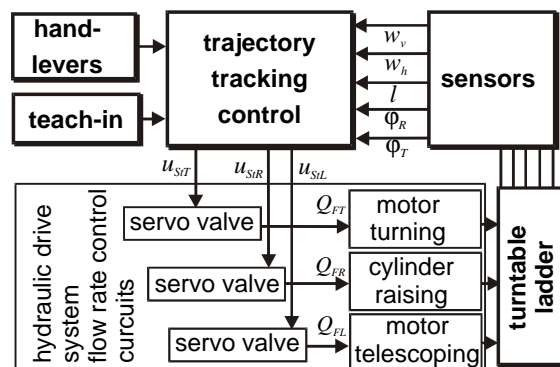 hand-
levers
teach-in
trajectory
tracking
control
w_v
w_h
l
φ_R
φ_T
sensors
u_StT
u_StR
u_StL
hydraulic drive
system
flow rate control
curcuits
servo valve
servo valve
servo valve
Q_FT
Q_FR
Q_FL
motor
turning
cylinder
raising
motor
telescoping
turntable
ladder